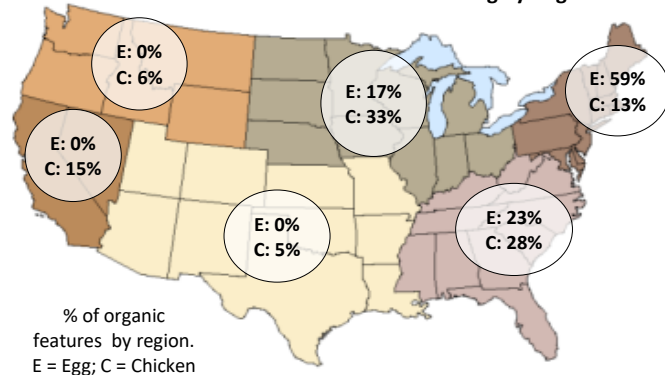 E: 0%
C: 6%
E: 17%
C: 33%
E: 59%
C: 13%
E: 0%
C: 15%
E: 23%
C: 28%
E: 0%
C: 5%
% of organic
features by region.
E = Egg; C = Chicken